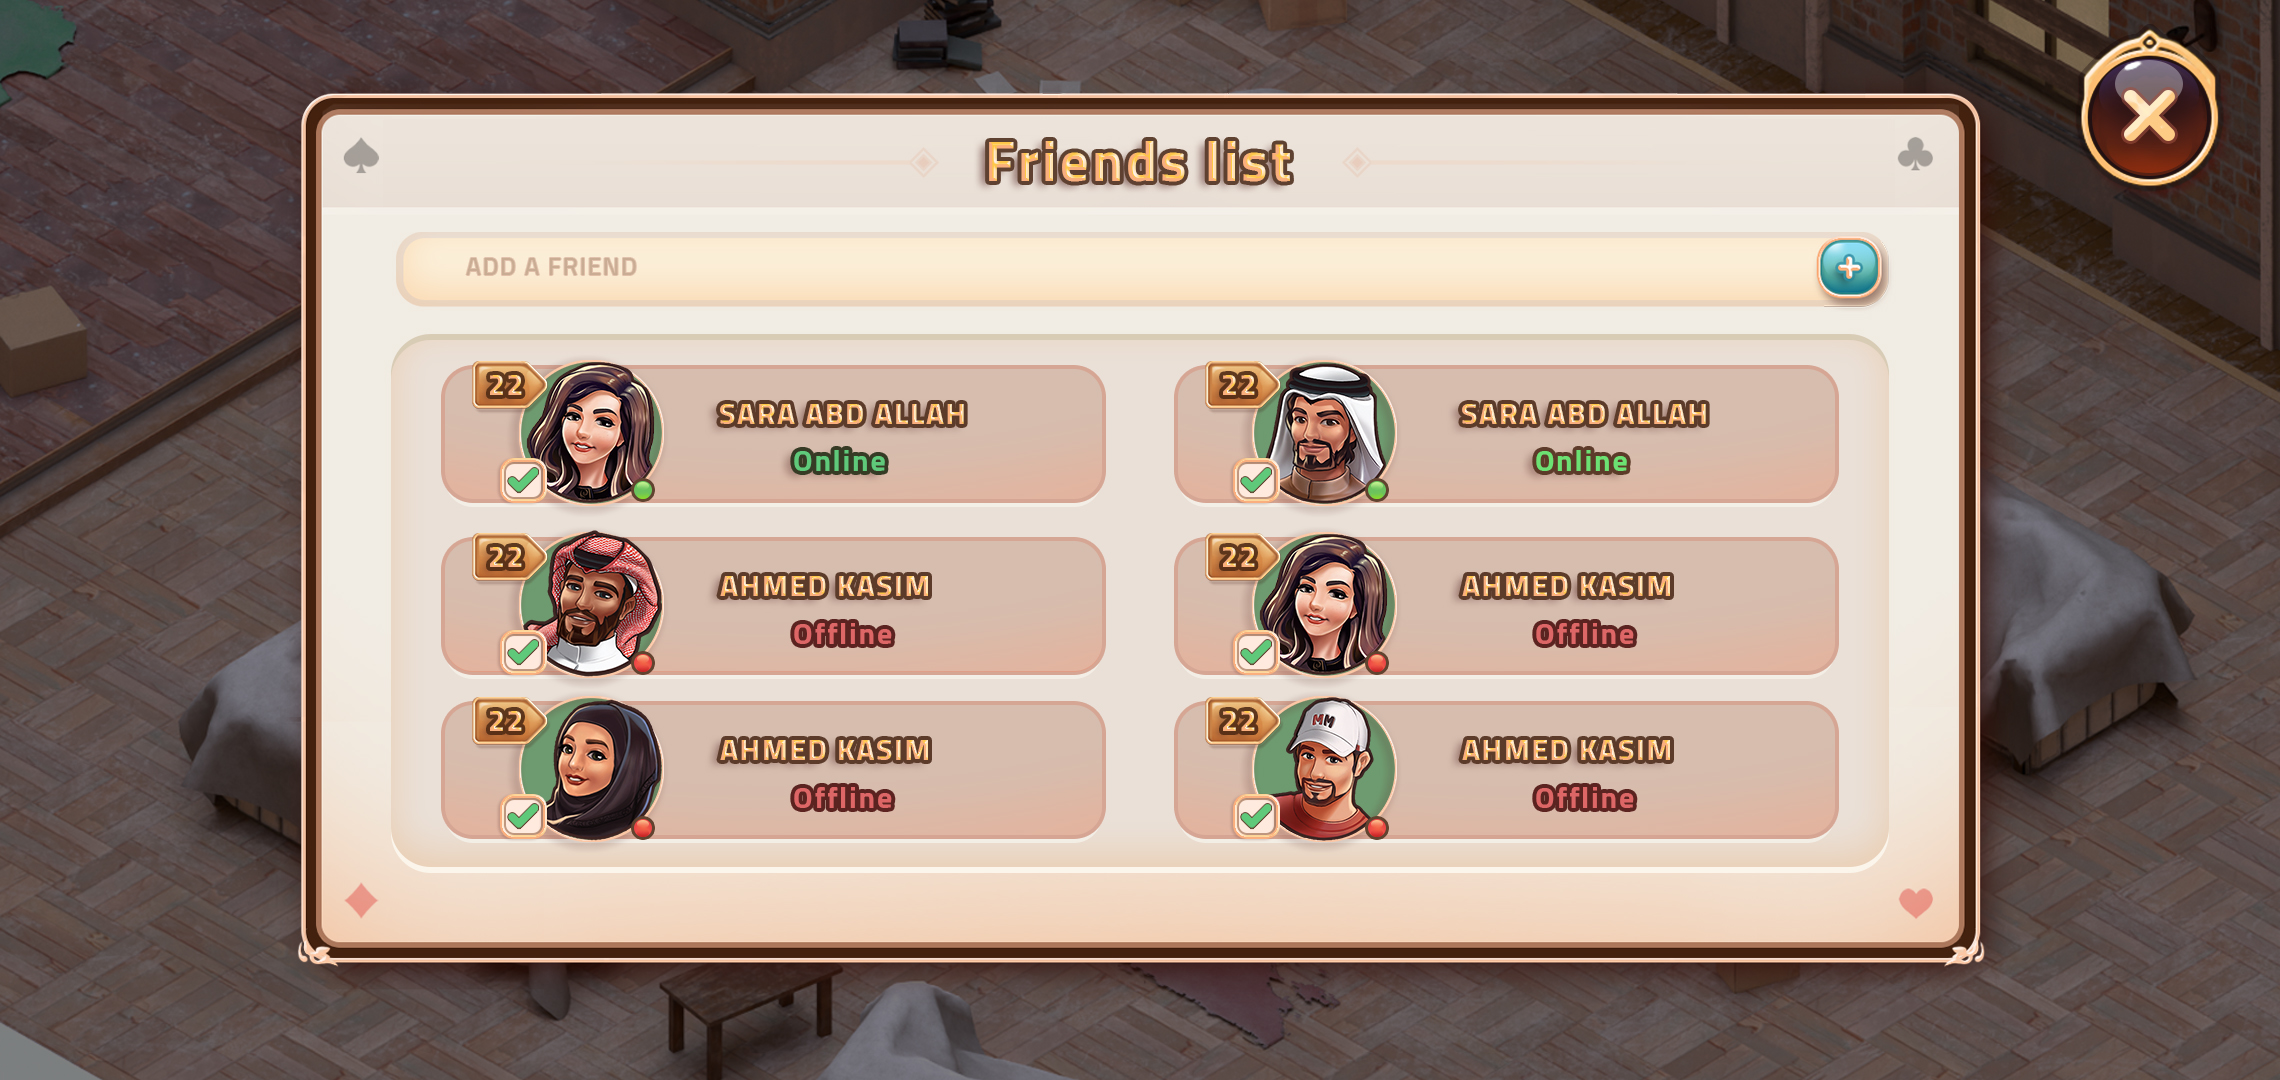 Friends list
ADD A FRIEND
22
SARA ABD ALLAH
Online
22
SARA ABD ALLAH
Online
22
AHMED KASIM
Offline
22
AHMED KASIM
Offline
22
AHMED KASIM
Offline
22
MM
AHMED KASIM
Offline